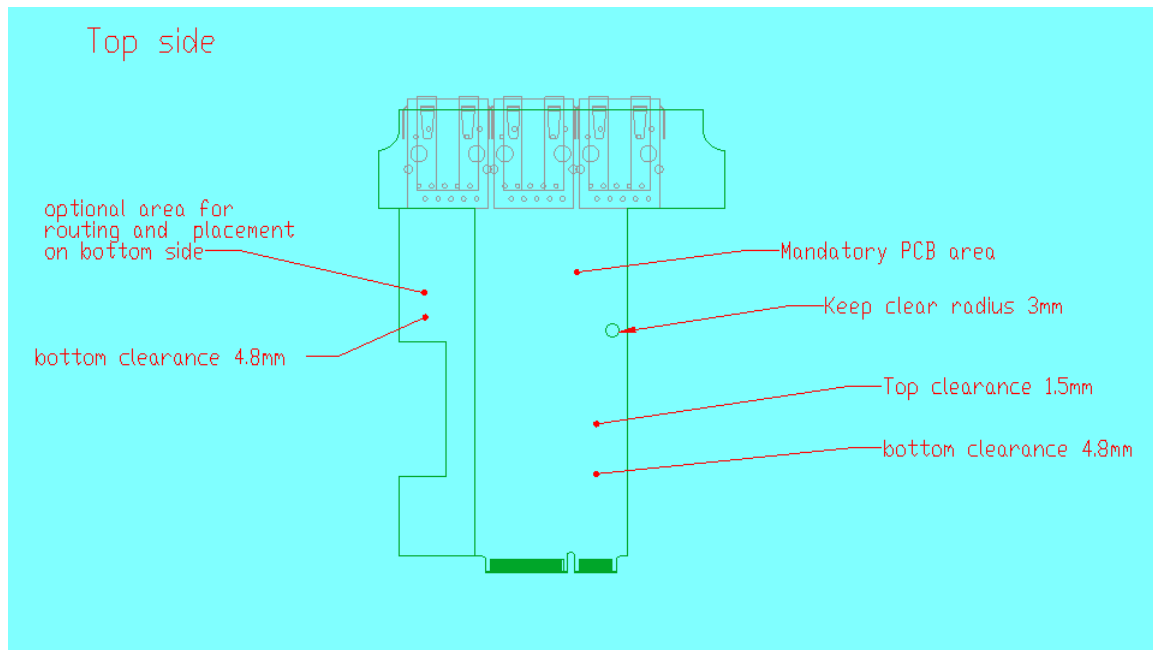 Top side
optional area for
routing and placement
on bottom side
Mandatory PCB area
Keep clear radius 3mm
bottom clearance 4.8mm
Top clearance 1.5mm
bottom clearance 4.8mm